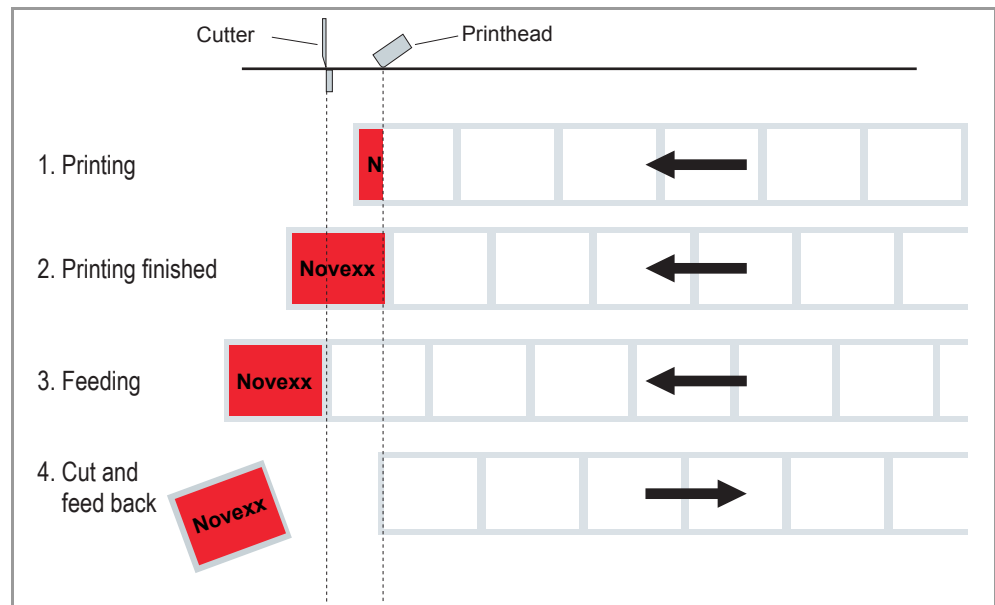 Cutter
Printhead
1. Printing
N
2. Printing finished
Novexx
3. Feeding
Novexx
4. Cut and
feed back
Novexx